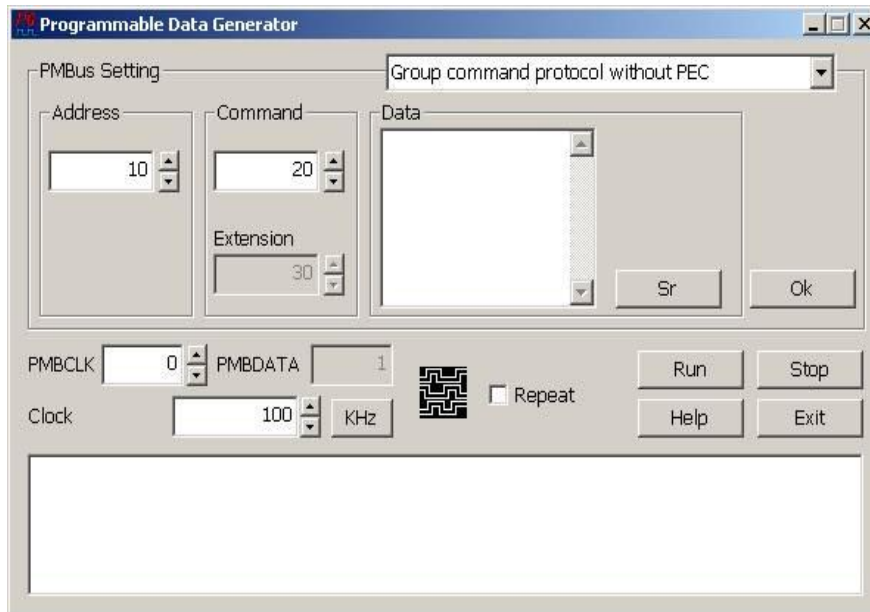 Programmable Data Generator
PMBus Setting
Group command protocol without PEC
Address
Command
Data
10
20
Extension
30
Sr
Ok
PMBCLK
0
PMBDATA
1
Repeat
Run
Stop
Clock
100
KHz
Help
Exit